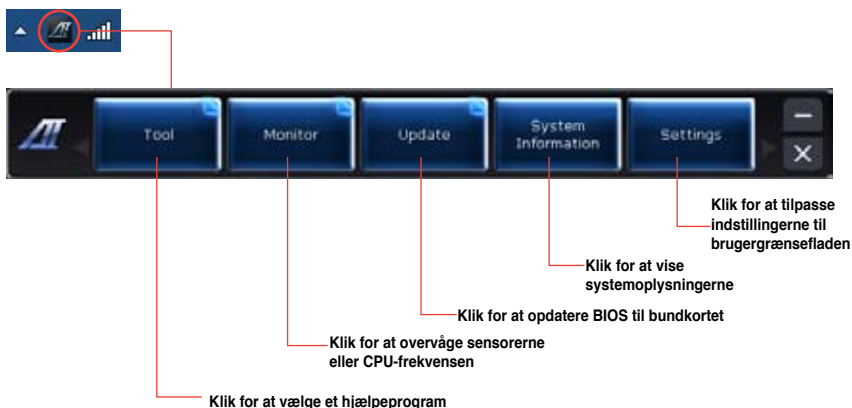 Tool
Monitor
Update
System
Information
Settings
Klik for at tilpasse
indstillingerne til
brugergrænsefladen
Klik for at vise
systemoplysningerne
Klik for at opdatere BIOS til bundkortet
Klik for at overvåge sensorerne
eller CPU-frekvensen
Klik for at vælge et hjælpeprogram